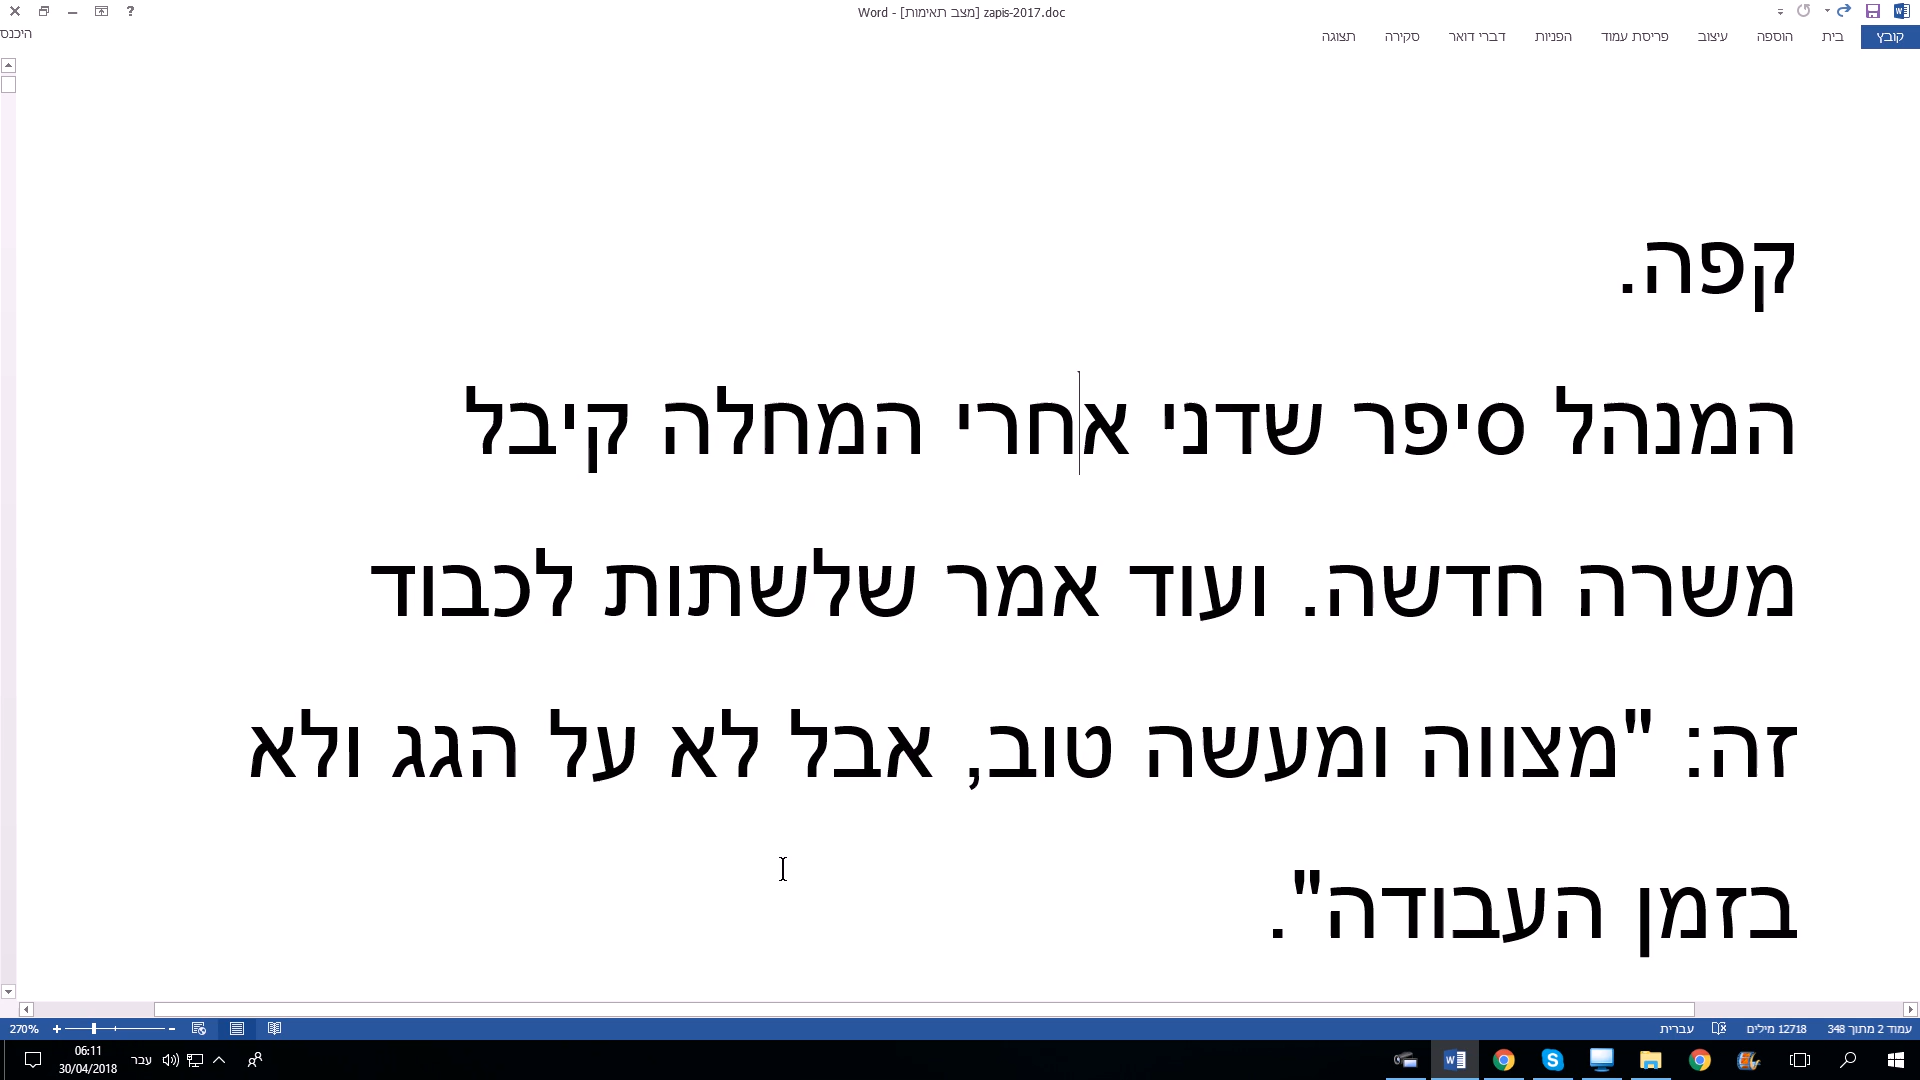 zapis-2017.doc [מצב תאימות] - Word
היכנס
קובץ בית הוספה עיצוב פריסת עמוד הפניות דברי דואר סקירה תצוגה
קפה.
המנהל סיפר שדני אחרי המחלה קיבל
משרה חדשה. ועוד אמר שלשתות לכבוד
זה: "מצווה ומעשה טוב, אבל לא על הגג ולא
בזמן העבודה".
עמוד 2 מתוך 348 12718 מילים עברית 270%
עבר 06:11
30/04/2018